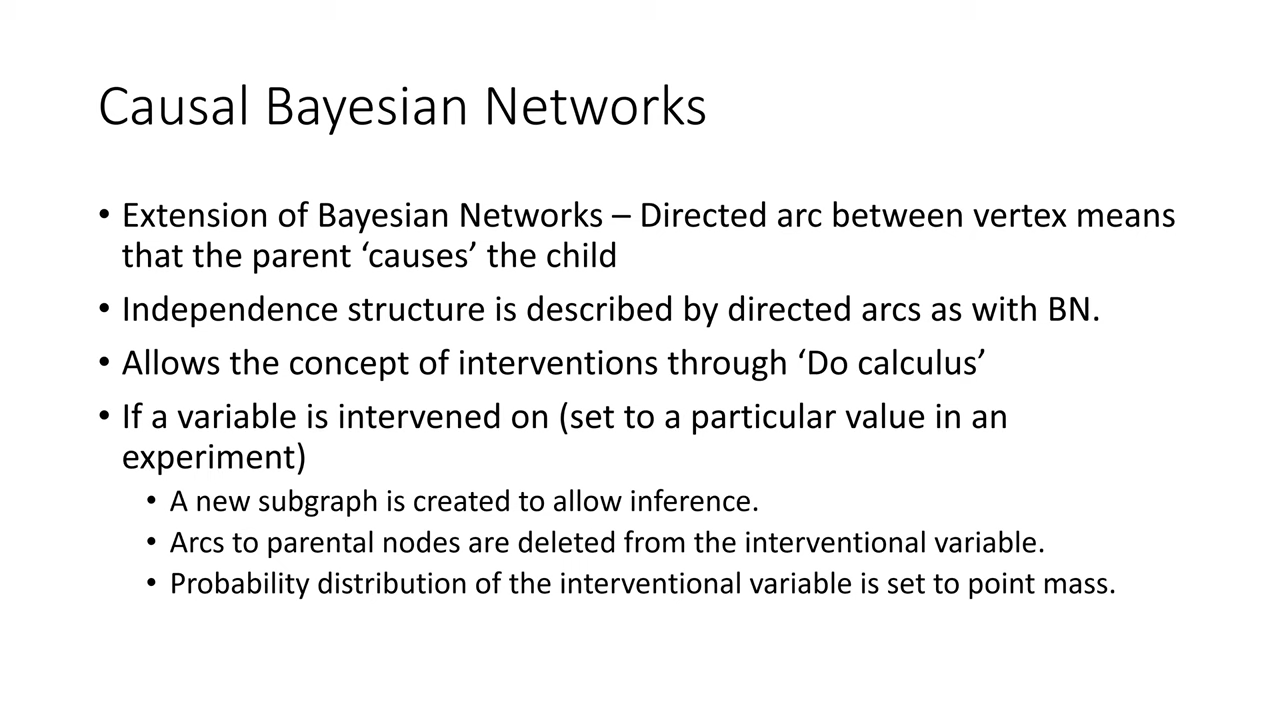 Causal Bayesian Networks
• Extension of Bayesian Networks – Directed arc between vertex means
that the parent ‘causes’ the child
• Independence structure is described by directed arcs as with BN.
• Allows the concept of interventions through ‘Do calculus’
• If a variable is intervened on (set to a particular value in an
experiment)
• A new subgraph is created to allow inference.
• Arcs to parental nodes are deleted from the interventional variable.
• Probability distribution of the interventional variable is set to point mass.